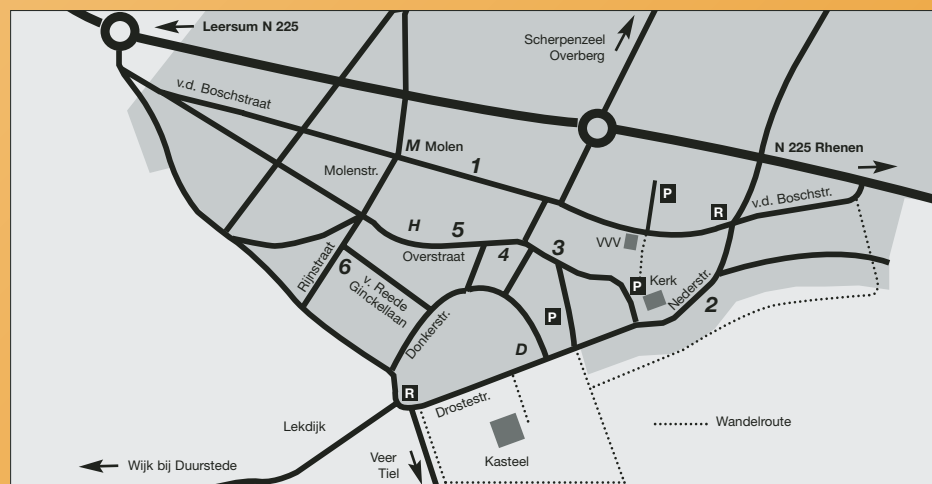 Leersum N 225
Scherpenzeel
Overberg
v.d. Boschstraat
M Molen
1
N 225 Rhenen
Molenstr.
P
v.d. Boschstr.
R
H
5
VVV
3
Overstraat
4
Rijnstraat
6
v. Reede
Ginckellaan
P
Kerk
Nederstr.
2
P
Donkerstr.
D
R
Drostestr.
Wandelroute
Lekdijk
Veer
Tiel
Kasteel
Wijk bij Duurstede